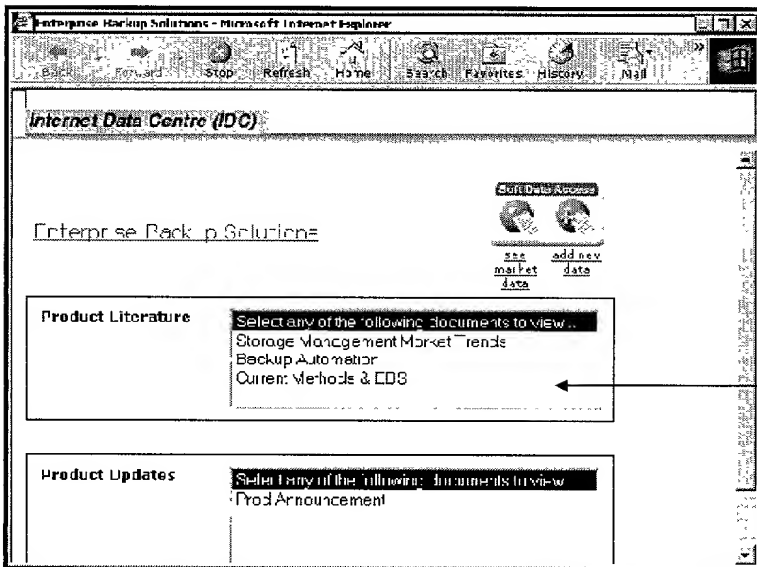 Enterprise Backup Solutions - Microsoft Internet Explorer
Back Forward Stop Refresh Home Search Favorites History Mail »
Internet Data Centre (IDC)
Data Access
Enterprise Backup Solutions
see market data
add new data
Product Literature
Select any of the following documents to view...
Storage Management Market Trends
Backup Automation
Current Methods &
Product Updates
Select any of the following documents to view
Prod Announcement